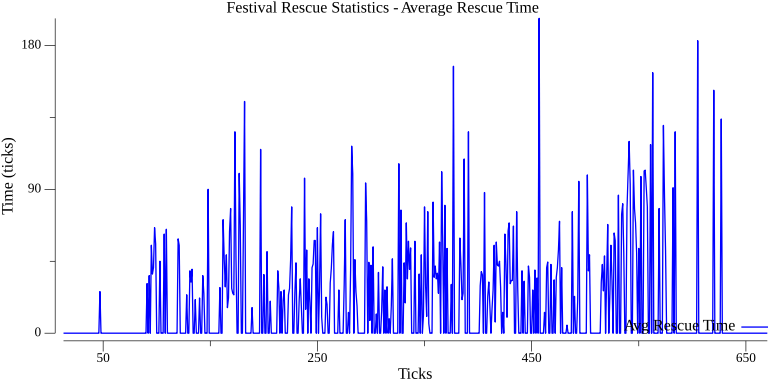 Festival Rescue Statistics - Average Rescue Time
180
90
0
Time (ticks)
Avg Rescue Time
50
250
450
650
Ticks